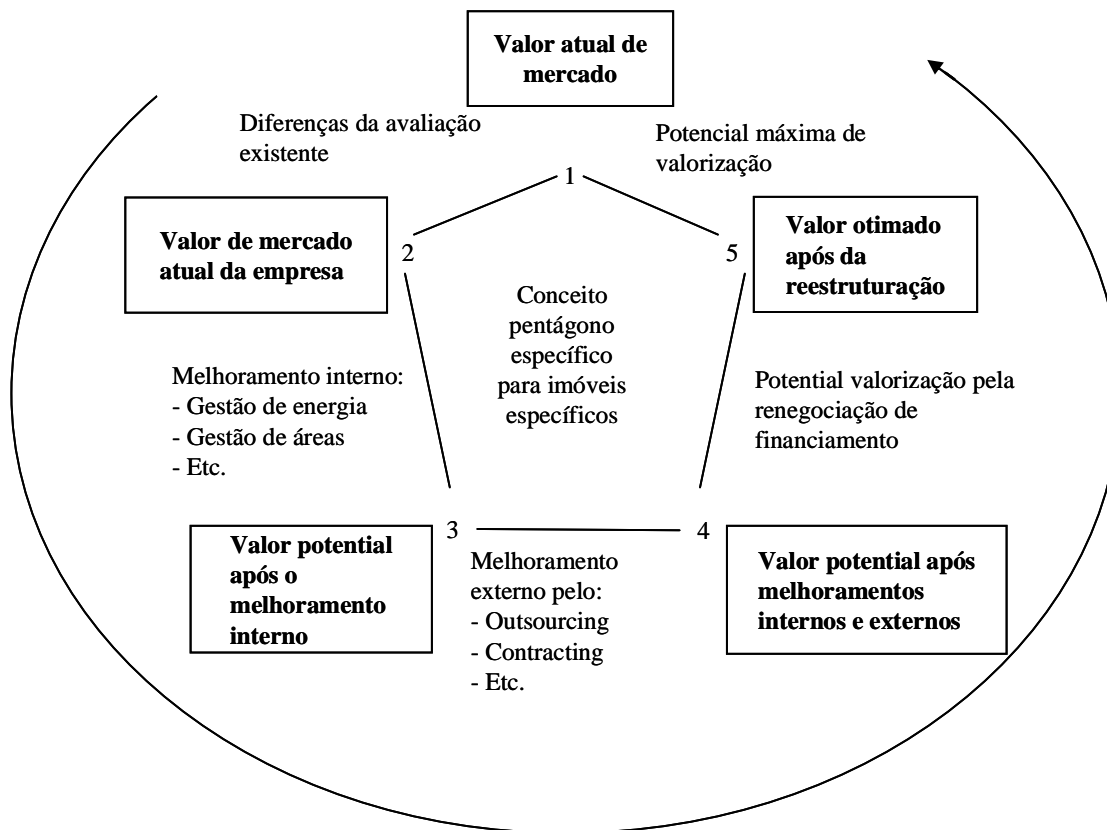 Valor atual de
mercado
Diferenças da avaliação
existente
Potencial máxima de
valorização
1
Valor de mercado
atual da empresa
2
5
Valor otimado
após da
reestruturação
Conceito
pentágono
específico
para imóveis
específicos
Melhoramento interno:
- Gestão de energia
- Gestão de áreas
- Etc.
Potential valorização pela
renegociação de
financiamento
3
4
Valor potential
após o
melhoramento
interno
Melhoramento
externo pelo:
- Outsourcing
- Contracting
- Etc.
Valor potential após
melhoramentos
internos e externos